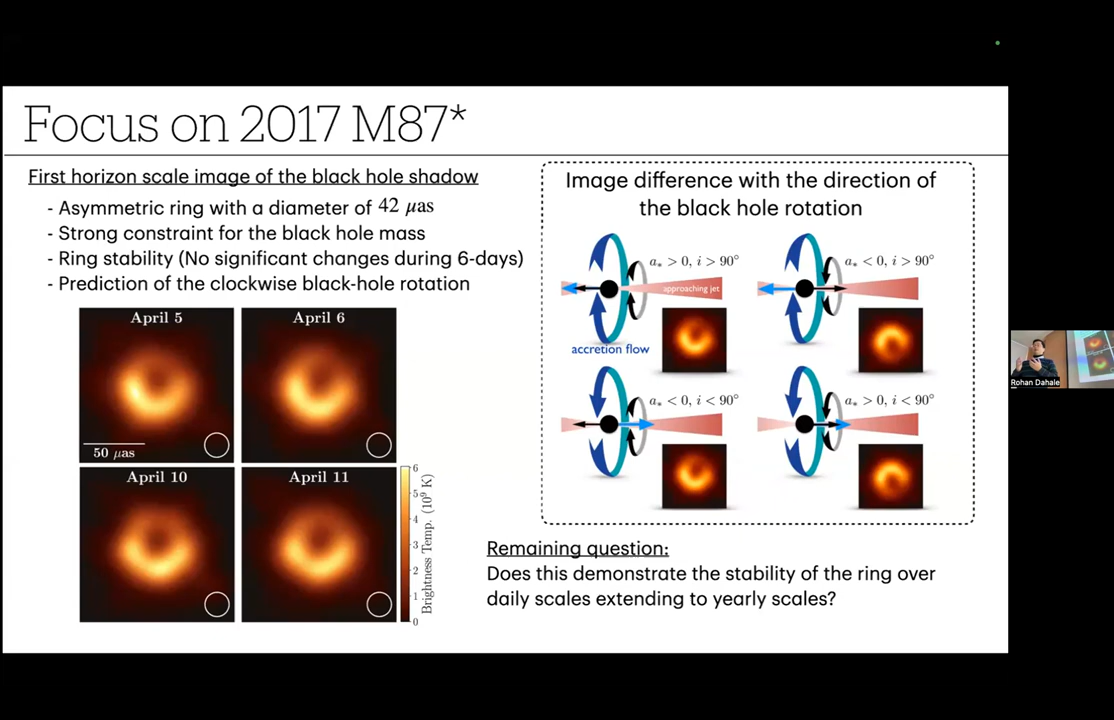 Focus on 2017 M87*
First horizon scale image of the black hole shadow
- Asymmetric ring with a diameter of 42 μas
- Strong constraint for the black hole mass
- Ring stability (No significant changes during 6-days)
- Prediction of the clockwise black-hole rotation
April 5
April 6
50 μas
April 10
April 11
6
5
4
3
2
1
0
Brightness Temp. (10⁹ K)
Image difference with the direction of
the black hole rotation
a* > 0, i > 90°
a* < 0, i > 90°
approaching jet
accretion flow
a* < 0, i < 90°
a* > 0, i < 90°
Remaining question:
Does this demonstrate the stability of the ring over
daily scales extending to yearly scales?
Rohan Dahale